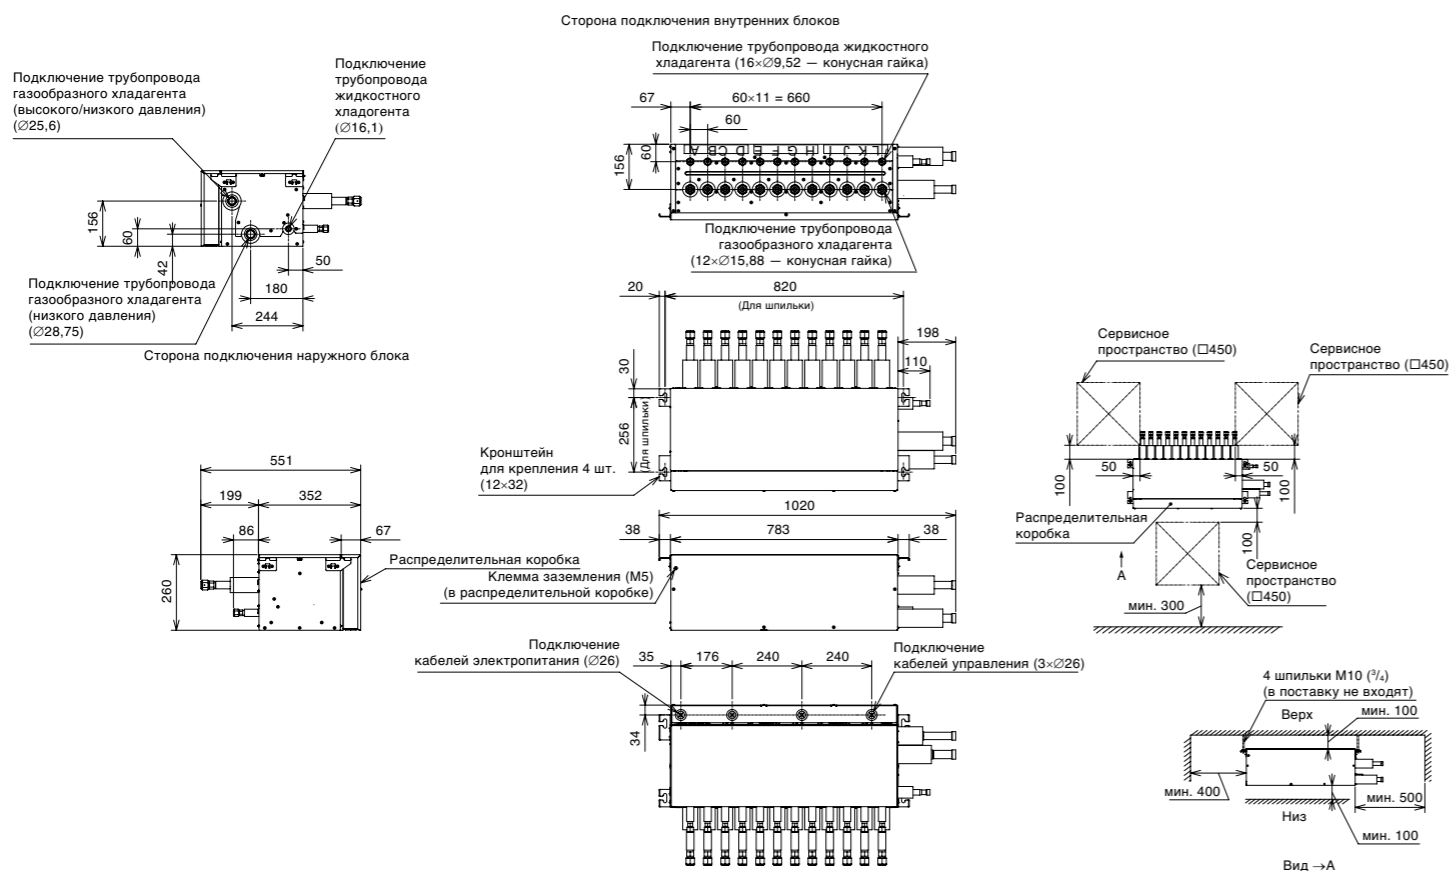 Сторона подключения внутренних блоков
Подключение трубопровода
газообразного хладагента
(высокого/низкого давления)
(∅25,6)
Подключение
трубопровода
жидкостного
хладогента
(∅16,1)
156
60
42
50
180
244
Подключение трубопровода
газообразного хладагента
(низкого давления)
(∅28,75)
Сторона подключения наружного блока
Подключение трубопровода жидкостного
хладагента (16×∅9,52 — конусная гайка)
67
60×11 = 660
60
156
60
A
B
C
D
E
F
G
H
J
K
L
Подключение трубопровода
газообразного хладагента
(12×∅15,88 — конусная гайка)
20
820
(Для шпильки)
198
110
30
256
(Для шпильки)
Кронштейн
для крепления 4 шт.
(12×32)
551
199
352
86
67
260
Распределительная коробка
1020
38
783
38
Клемма заземления (M5)
(в распределительной коробке)
Подключение
кабелей электропитания (∅26)
35
176
240
240
Подключение
кабелей управления (3×∅26)
34
Сервисное
пространство (□450)
Сервисное
пространство (□450)
50
50
100
100
Распределительная
коробка
100
A
Сервисное
пространство
(□450)
мин. 300
4 шпильки M10 (³/₄)
(в поставку не входят)
Верх
мин. 100
мин. 400
мин. 500
Низ
мин. 100
Вид →A